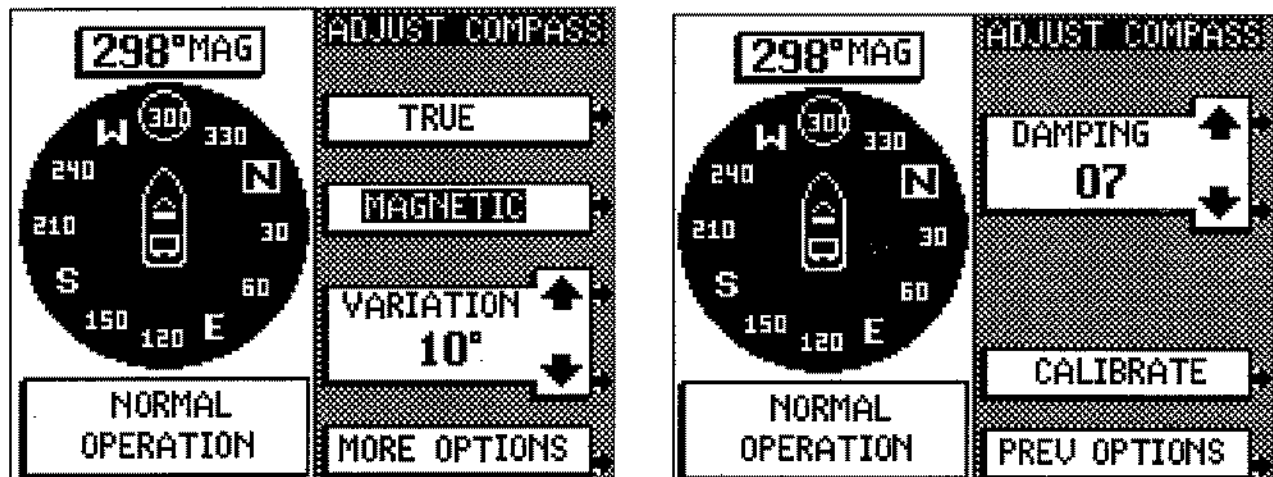 298°MAG
300
330
N
30
60
E
120
150
S
210
240
W
NORMAL
OPERATION
ADJUST COMPASS
TRUE
MAGNETIC
VARIATION
10°
MORE OPTIONS
298°MAG
300
330
N
30
60
E
120
150
S
210
240
W
NORMAL
OPERATION
ADJUST COMPASS
DAMPING
07
CALIBRATE
PREV OPTIONS